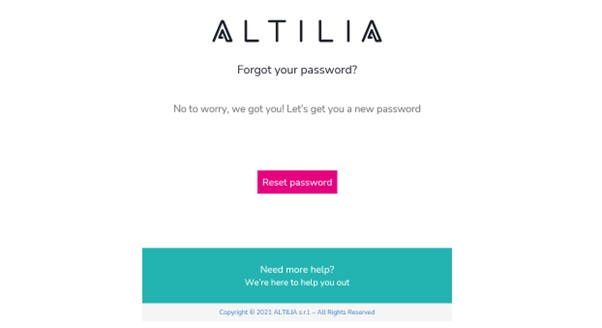 ALTILIA
Forgot your password?
No to worry, we got you! Let's get you a new password
Reset password
Need more help?
We're here to help you out
Copyright © 2021 ALTILIA s.r.l. – All Rights Reserved